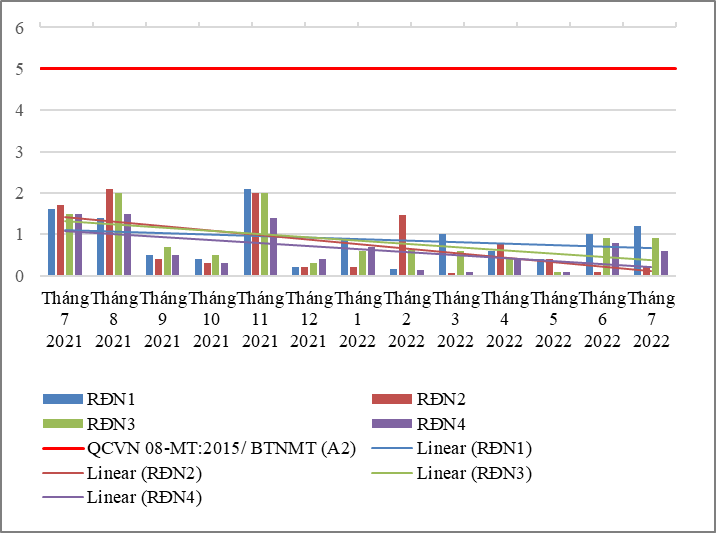 6
5
4
3
2
1
0
Tháng Tháng Tháng Tháng Tháng Tháng Tháng Tháng Tháng Tháng Tháng Tháng Tháng
7 8 9 10 11 12 1 2 3 4 5 6 7
2021 2021 2021 2021 2021 2021 2022 2022 2022 2022 2022 2022 2022
RĐN1 RĐN2
RĐN3 RĐN4
QCVN 08-MT:2015/ BTNMT (A2) Linear (RĐN1)
Linear (RĐN2) Linear (RĐN3)
Linear (RĐN4)